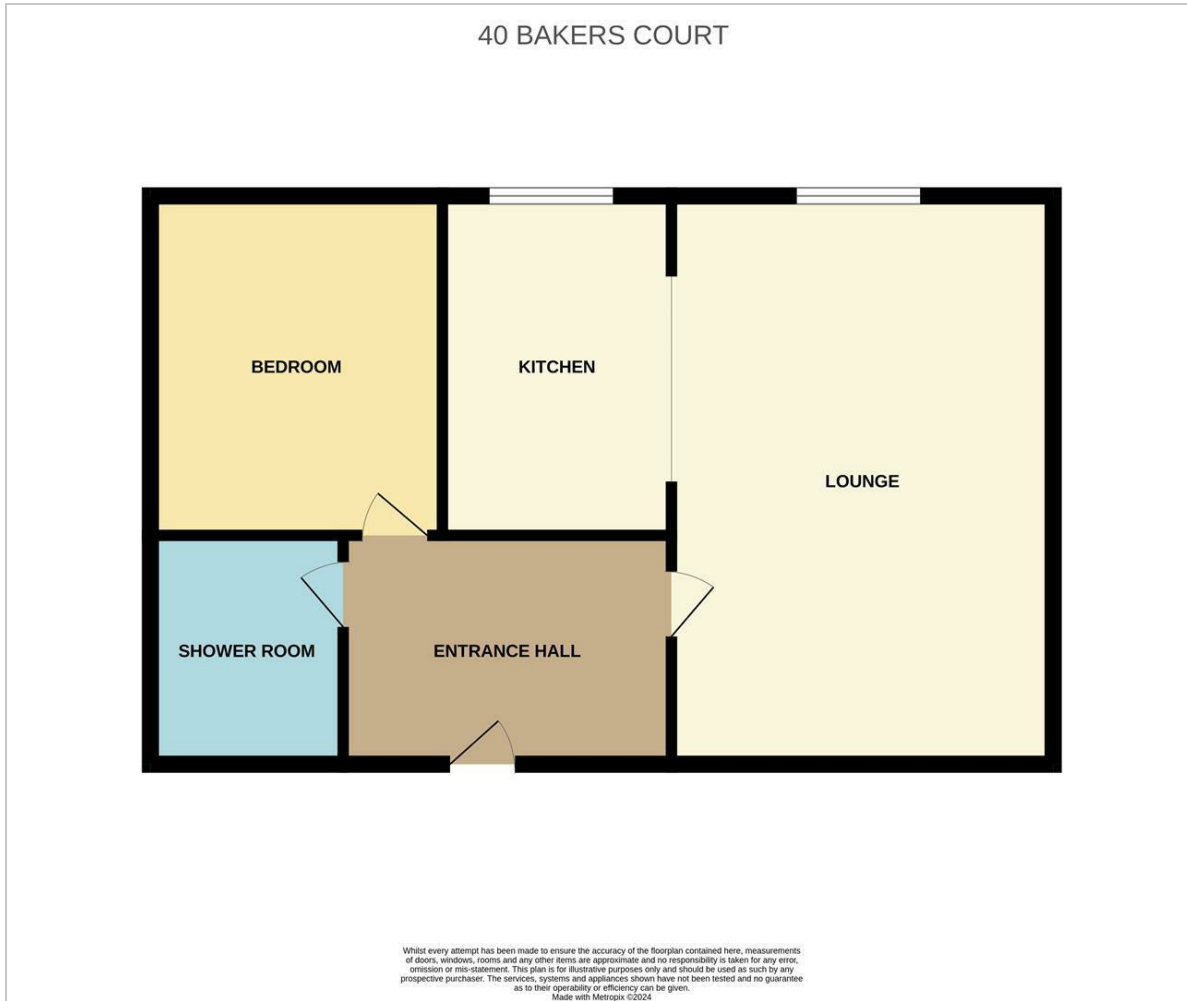 40 BAKERS COURT
BEDROOM
KITCHEN
LOUNGE
SHOWER ROOM
ENTRANCE HALL
Whilst every attempt has been made to ensure the accuracy of the floorplan contained here, measurements
of doors, windows, rooms and any other items are approximate and no responsibility is taken for any error,
omission or mis-statement. This plan is for illustrative purposes only and should be used as such by any
prospective purchaser. The services, systems and appliances shown have not been tested and no guarantee
as to their operability or efficiency can be given.
Made with Metropix ©2024